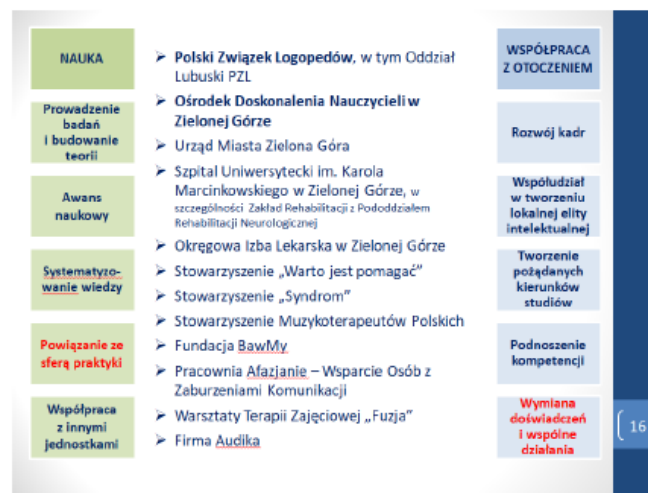 NAUKA
Prowadzenie
badań
i budowanie
teorii
Awans
naukowy
Systematyzo-
wanie wiedzy
Powiązanie ze
sferą praktyki
Współpraca
z innymi
jednostkami
➤ Polski Związek Logopedów, w tym Oddział
Lubuski PZL
➤ Ośrodek Doskonalenia Nauczycieli w
Zielonej Górze
➤ Urząd Miasta Zielona Góra
➤ Szpital Uniwersytecki im. Karola
Marcinkowskiego w Zielonej Górze, w
szczególności Zakład Rehabilitacji z Pododdziałem
Rehabilitacji Neurologicznej
➤ Okręgowa Izba Lekarska w Zielonej Górze
➤ Stowarzyszenie „Warto jest pomagać”
➤ Stowarzyszenie „Syndrom”
➤ Stowarzyszenie Muzykoterapeutów Polskich
➤ Fundacja BawMy
➤ Pracownia Afazjanie – Wsparcie Osób z
Zaburzeniami Komunikacji
➤ Warsztaty Terapii Zajęciowej „Fuzja”
➤ Firma Audika
WSPÓŁPRACA
Z OTOCZENIEM
Rozwój kadr
Współudział
w tworzeniu
lokalnej elity
intelektualnej
Tworzenie
pożądanych
kierunków
studiów
Podnoszenie
kompetencji
Wymiana
doświadczeń
i wspólne
działania
16